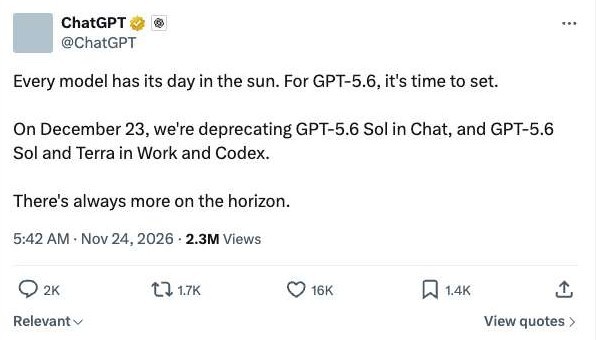 ChatGPT
@ChatGPT
Every model has its day in the sun. For GPT-5.6, it's time to set.
On December 23, we're deprecating GPT-5.6 Sol in Chat, and GPT-5.6
Sol and Terra in Work and Codex.
There's always more on the horizon.
5:42 AM · Nov 24, 2026 · 2.3M Views
2K 1.7K 16K 1.4K
Relevant View quotes